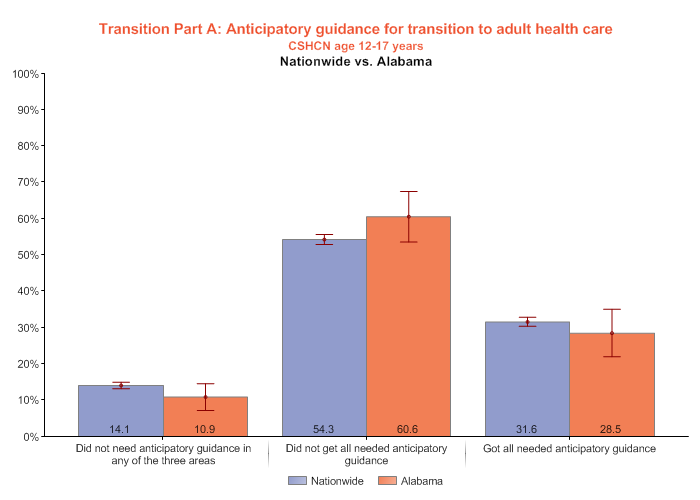 Transition Part A: Anticipatory guidance for transition to adult health care
CSHCN age 12-17 years
Nationwide vs. Alabama
100%
90%
80%
70%
60%
50%
40%
30%
20%
10%
0%
14.1
10.9
54.3
60.6
31.6
28.5
Did not need anticipatory guidance in
any of the three areas
Did not get all needed anticipatory
guidance
Got all needed anticipatory guidance
Nationwide
Alabama